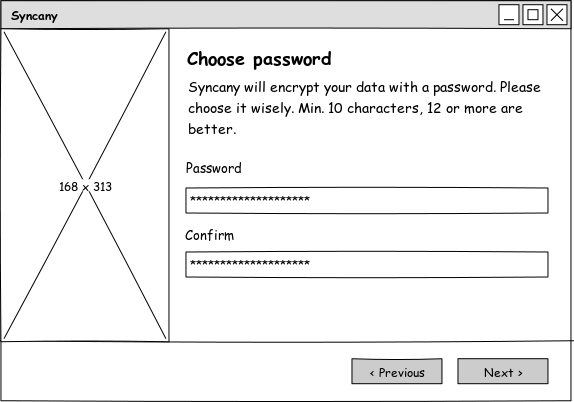 Syncany
Choose password
Syncany will encrypt your data with a password. Please
choose it wisely. Min. 10 characters, 12 or more are
better.
168 x 313
Password
********************
Confirm
********************
< Previous
Next >